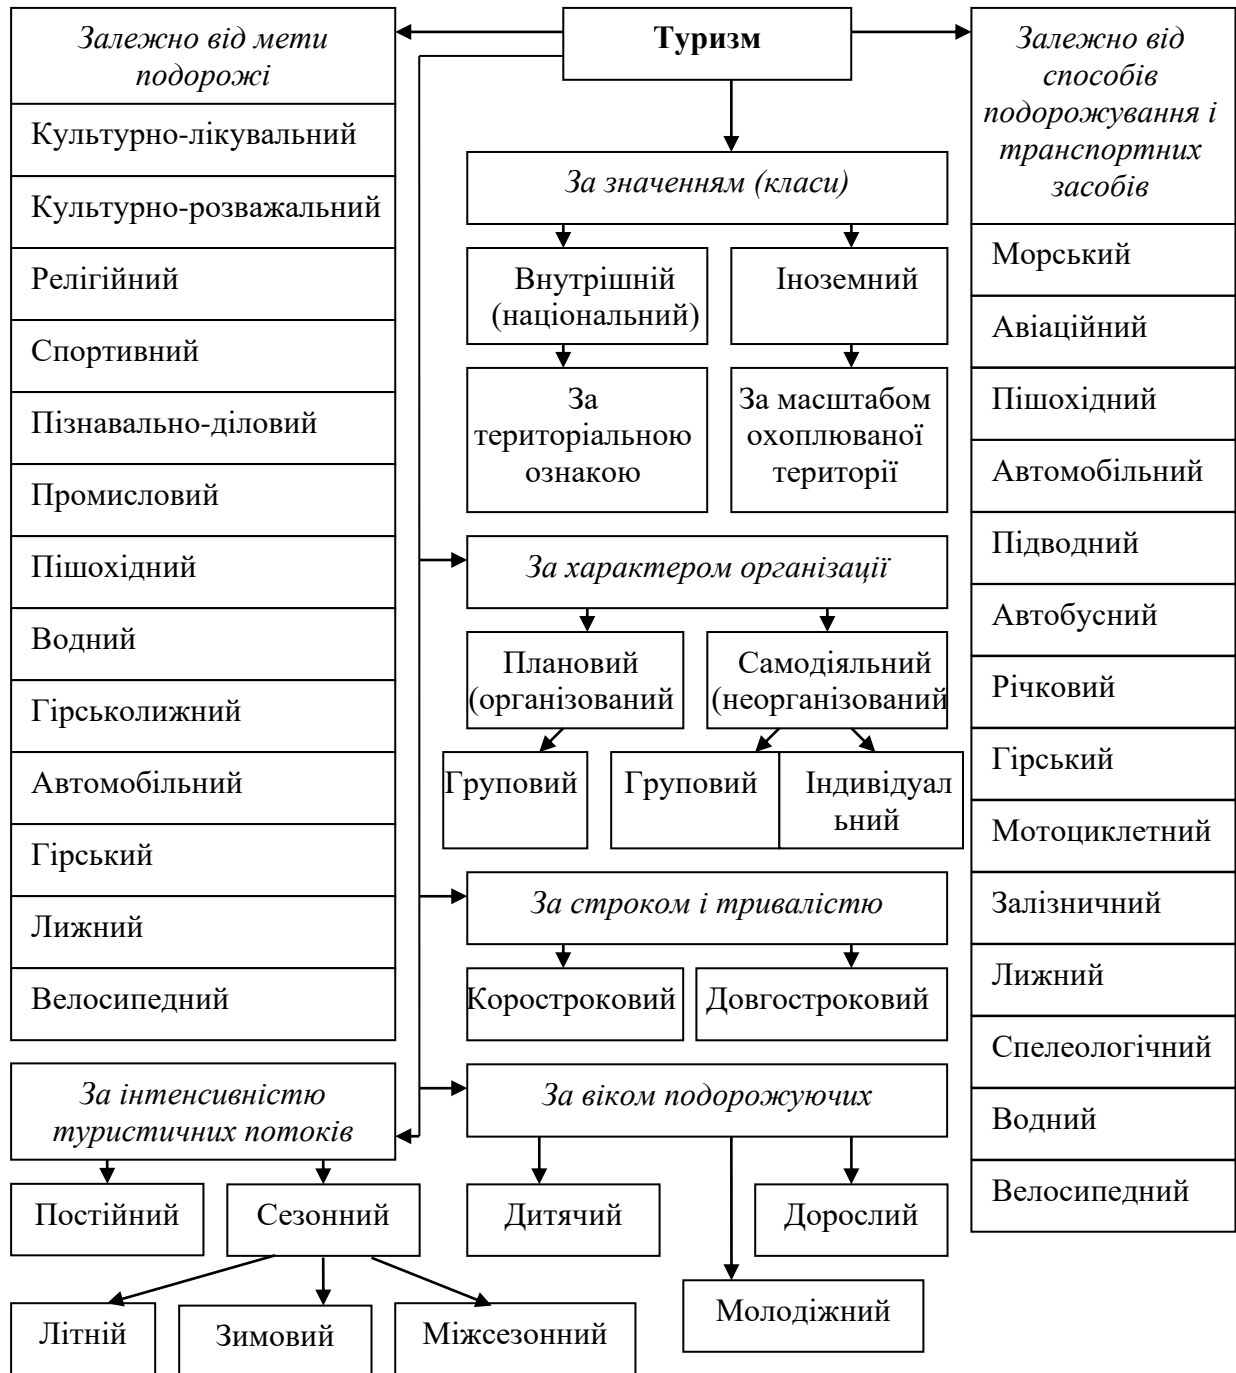 Туризм
Залежно від мети
подорожі
Культурно-лікувальний
Культурно-розважальний
Релігійний
Спортивний
Пізнавально-діловий
Промисловий
Пішохідний
Водний
Гірськолижний
Автомобільний
Гірський
Лижний
Велосипедний
За інтенсивністю
туристичних потоків
Постійний
Сезонний
Літній
Зимовий
Міжсезонний
За значенням (класи)
Внутрішній
(національний)
Іноземний
За
територіальною
ознакою
За масштабом
охоплюваної
території
За характером організації
Плановий
(організований
Самодіяльний
(неорганізований
Груповий
Груповий
Індивідуал
ьний
За строком і тривалістю
Коростроковий
Довгостроковий
За віком подорожуючих
Дитячий
Дорослий
Молодіжний
Залежно від
способів
подорожування і
транспортних
засобів
Морський
Авіаційний
Пішохідний
Автомобільний
Підводний
Автобусний
Річковий
Гірський
Мотоциклетний
Залізничний
Лижний
Спелеологічний
Водний
Велосипедний